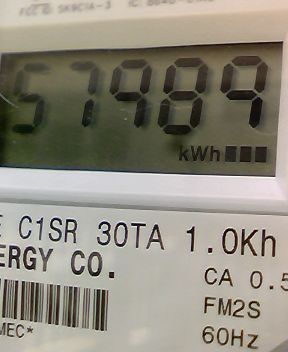 57989
kWh
C1SR 30TA 1.0Kh
ERGY CO.
CA 0.5
FM2S
MEC*
60Hz